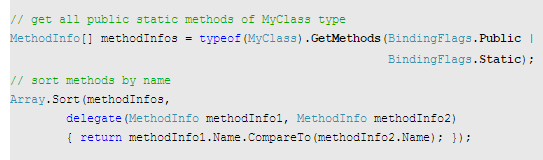 // get all public static methods of MyClass type
MethodInfo[] methodInfos = typeof(MyClass).GetMethods(BindingFlags.Public |
                                                      BindingFlags.Static);
// sort methods by name
Array.Sort(methodInfos,
        delegate(MethodInfo methodInfo1, MethodInfo methodInfo2)
        { return methodInfo1.Name.CompareTo(methodInfo2.Name); });